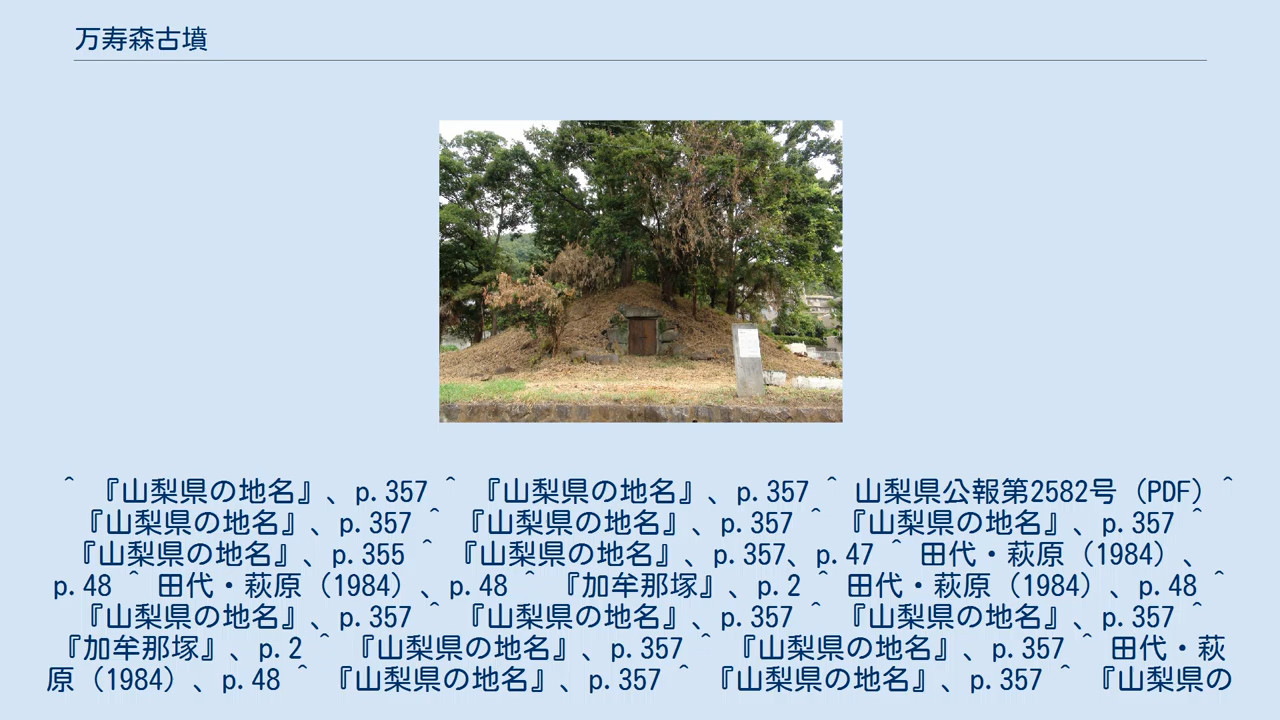 万寿森古墳
^ 『山梨県の地名』、p.357 ^ 『山梨県の地名』、p.357 ^ 山梨県公報第2582号（PDF）^
『山梨県の地名』、p.357 ^ 『山梨県の地名』、p.357 ^ 『山梨県の地名』、p.357 ^
『山梨県の地名』、p.355 ^ 『山梨県の地名』、p.357、p.47 ^ 田代・萩原（1984）、
p.48 ^ 田代・萩原（1984）、p.48 ^ 『加牟那塚』、p.2 ^ 田代・萩原（1984）、p.48 ^
『山梨県の地名』、p.357 ^ 『山梨県の地名』、p.357 ^ 『山梨県の地名』、p.357 ^
『加牟那塚』、p.2 ^ 『山梨県の地名』、p.357 ^ 『山梨県の地名』、p.357 ^ 田代・萩
原（1984）、p.48 ^ 『山梨県の地名』、p.357 ^ 『山梨県の地名』、p.357 ^ 『山梨県の